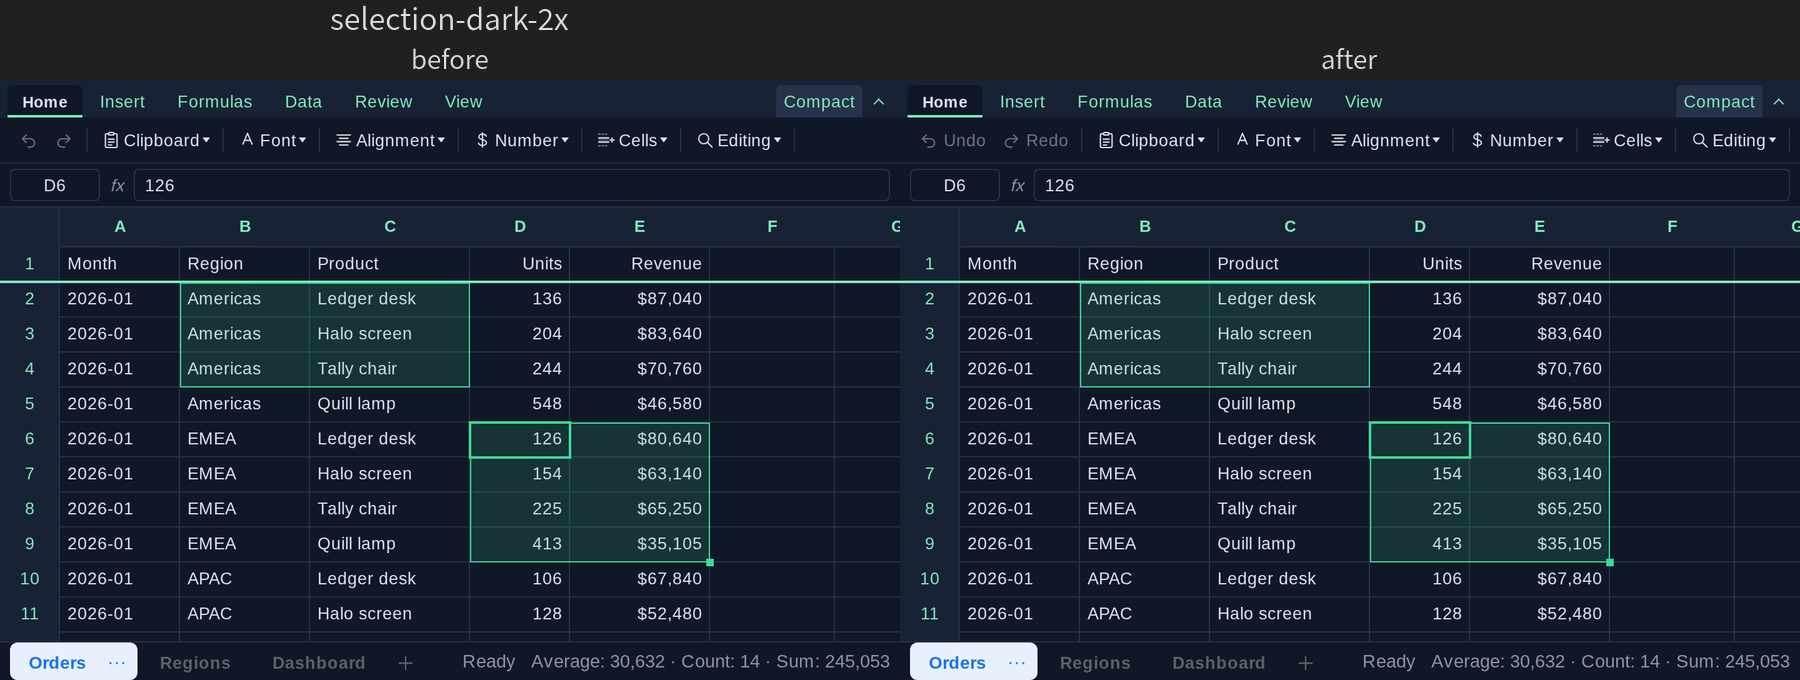 selection-dark-2x
before after
Home Insert Formulas Data Review View Compact
Clipboard Font Alignment $ Number Cells Editing
D6 fx 126
A B C D E F G
1 Month Region Product Units Revenue
2 2026-01 Americas Ledger desk 136 $87,040
3 2026-01 Americas Halo screen 204 $83,640
4 2026-01 Americas Tally chair 244 $70,760
5 2026-01 Americas Quill lamp 548 $46,580
6 2026-01 EMEA Ledger desk 126 $80,640
7 2026-01 EMEA Halo screen 154 $63,140
8 2026-01 EMEA Tally chair 225 $65,250
9 2026-01 EMEA Quill lamp 413 $35,105
10 2026-01 APAC Ledger desk 106 $67,840
11 2026-01 APAC Halo screen 128 $52,480
Orders ... Regions Dashboard + Ready Average: 30,632 · Count: 14 · Sum: 245,053
Home Insert Formulas Data Review View Compact
Undo Redo Clipboard A Font Alignment $ Number Cells Editing
D6 fx 126
A B C D E F G
1 Month Region Product Units Revenue
2 2026-01 Americas Ledger desk 136 $87,040
3 2026-01 Americas Halo screen 204 $83,640
4 2026-01 Americas Tally chair 244 $70,760
5 2026-01 Americas Quill lamp 548 $46,580
6 2026-01 EMEA Ledger desk 126 $80,640
7 2026-01 EMEA Halo screen 154 $63,140
8 2026-01 EMEA Tally chair 225 $65,250
9 2026-01 EMEA Quill lamp 413 $35,105
10 2026-01 APAC Ledger desk 106 $67,840
11 2026-01 APAC Halo screen 128 $52,480
Orders ... Regions Dashboard + Ready Average: 30,632 · Count: 14 · Sum: 245,053